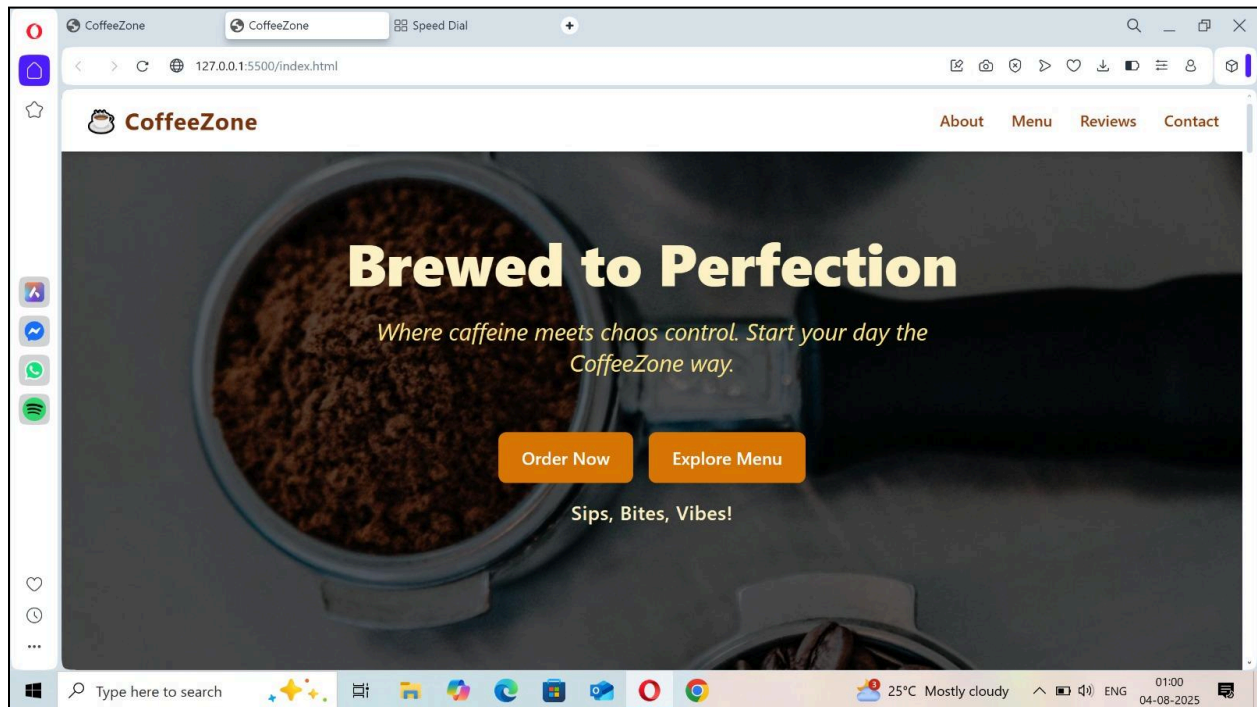 CoffeeZone
CoffeeZone
Speed Dial
127.0.0.1:5500/index.html
CoffeeZone
About Menu Reviews Contact
Brewed to Perfection
Where caffeine meets chaos control. Start your day the
CoffeeZone way.
Order Now
Explore Menu
Sips, Bites, Vibes!
Type here to search
3
25°C Mostly cloudy
ENG
01:00
04-08-2025